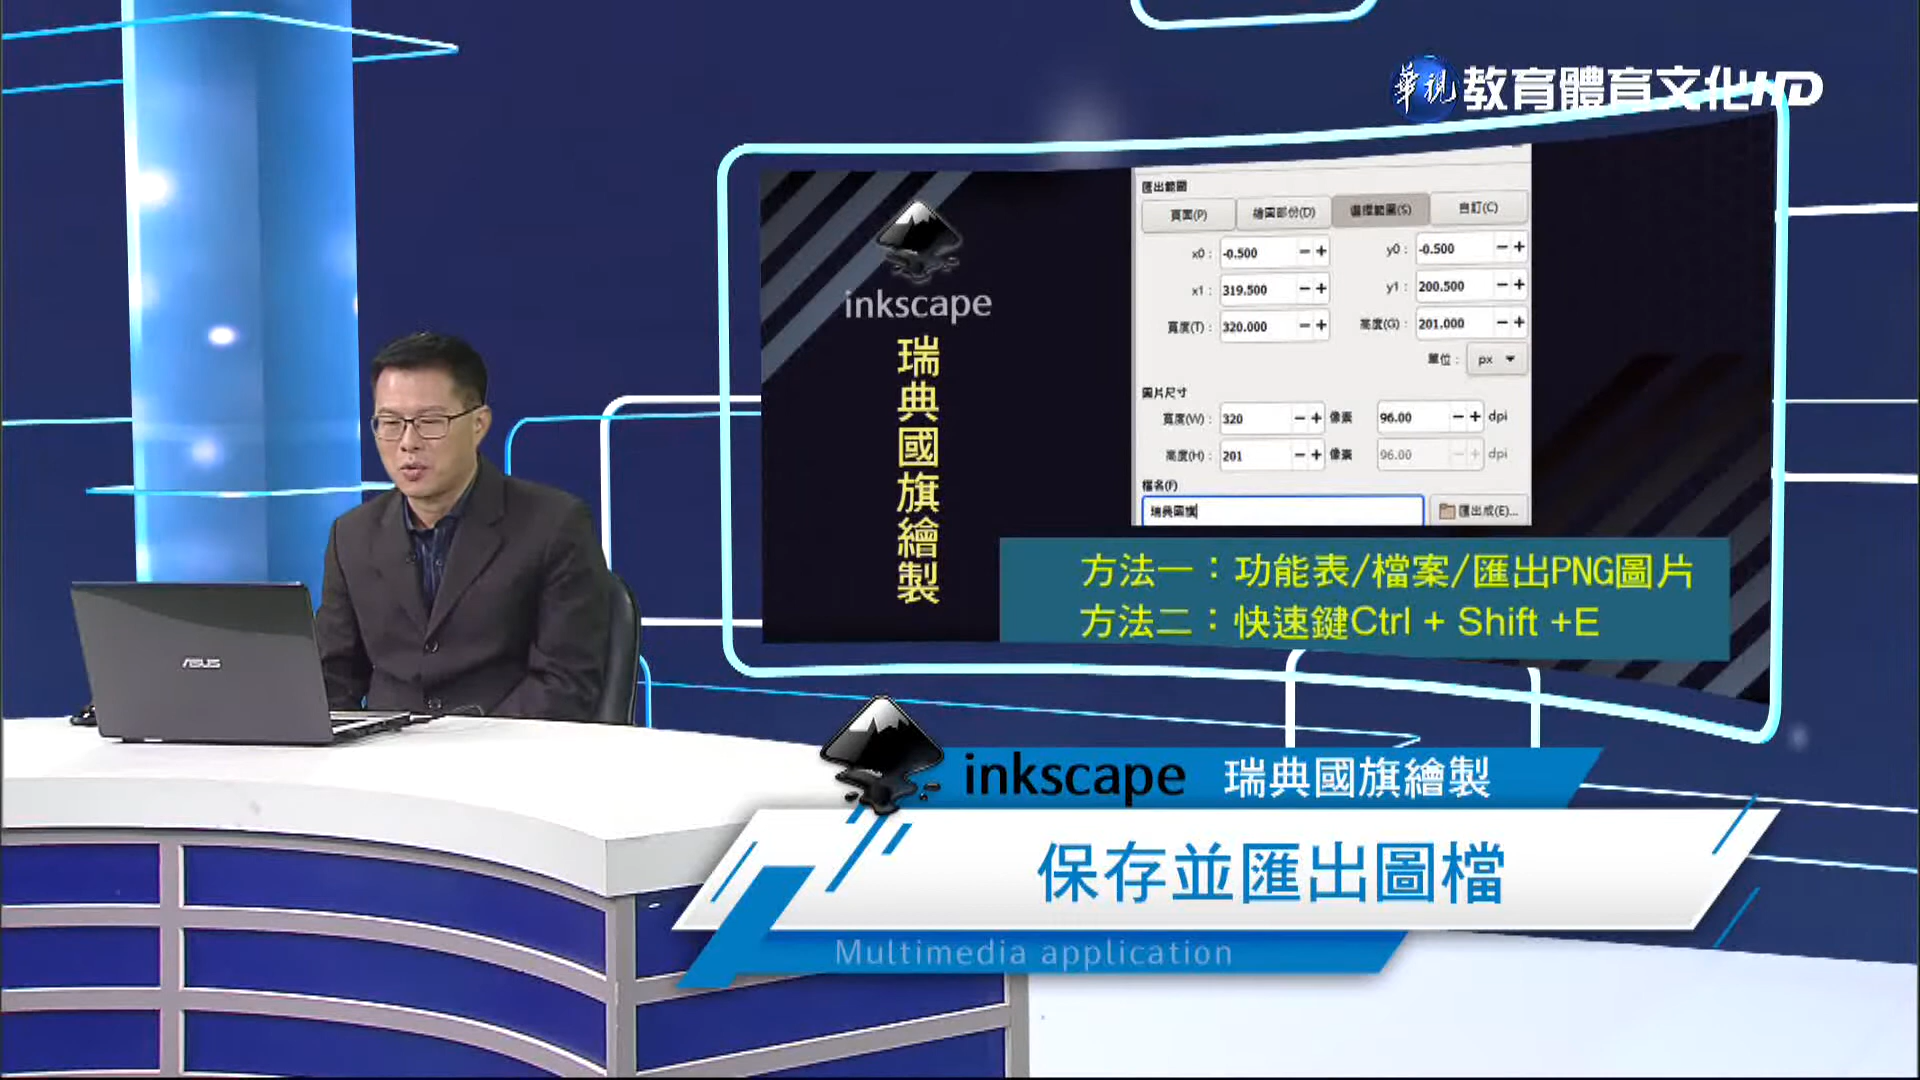 華視 教育體育文化HD
匯出範圍
頁面(P) 繪圖部份(D) 選擇範圍(S) 自訂(C)
x0 : -0.500 y0 : -0.500
x1 : 319.500 y1 : 200.500
寬度(T) : 320.000 高度(G) : 201.000
單位 : px
圖片尺寸
寬度(W) : 320 像素 96.00 dpi
高度(H) : 201 像素 96.00 dpi
檔名(F)
瑞典國旗 匯出成(E)...
inkscape
瑞典國旗繪製
方法一：功能表/檔案/匯出PNG圖片
方法二：快速鍵Ctrl + Shift +E
ASUS
inkscape 瑞典國旗繪製
保存並匯出圖檔
Multimedia application